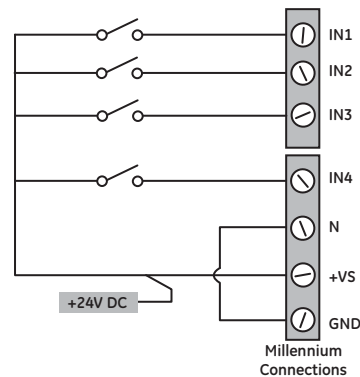 IN1
IN2
IN3
IN4
N
+VS
+24V DC
GND
Millennium
Connections